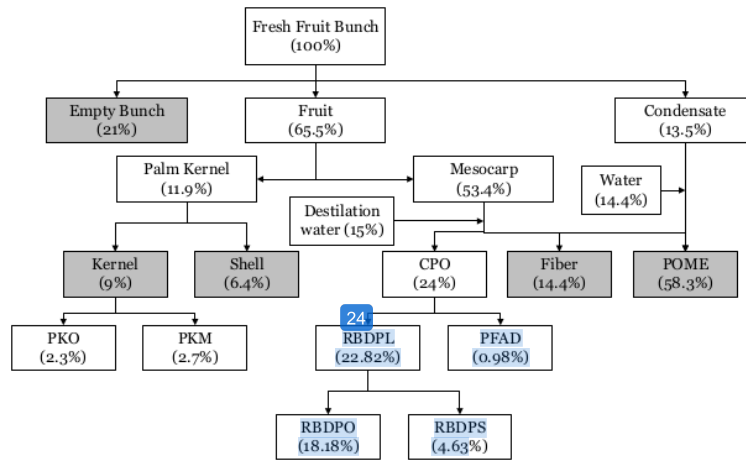 Fresh Fruit Bunch
(100%)
Empty Bunch
(21%)
Fruit
(65.5%)
Condensate
(13.5%)
Palm Kernel
(11.9%)
Mesocarp
(53.4%)
Water
(14.4%)
Destilation
water (15%)
Kernel
(9%)
Shell
(6.4%)
CPO
(24%)
Fiber
(14.4%)
POME
(58.3%)
24
PKO
(2.3%)
PKM
(2.7%)
RBDPL
(22.82%)
PFAD
(0.98%)
RBDPO
(18.18%)
RBDPS
(4.63%)